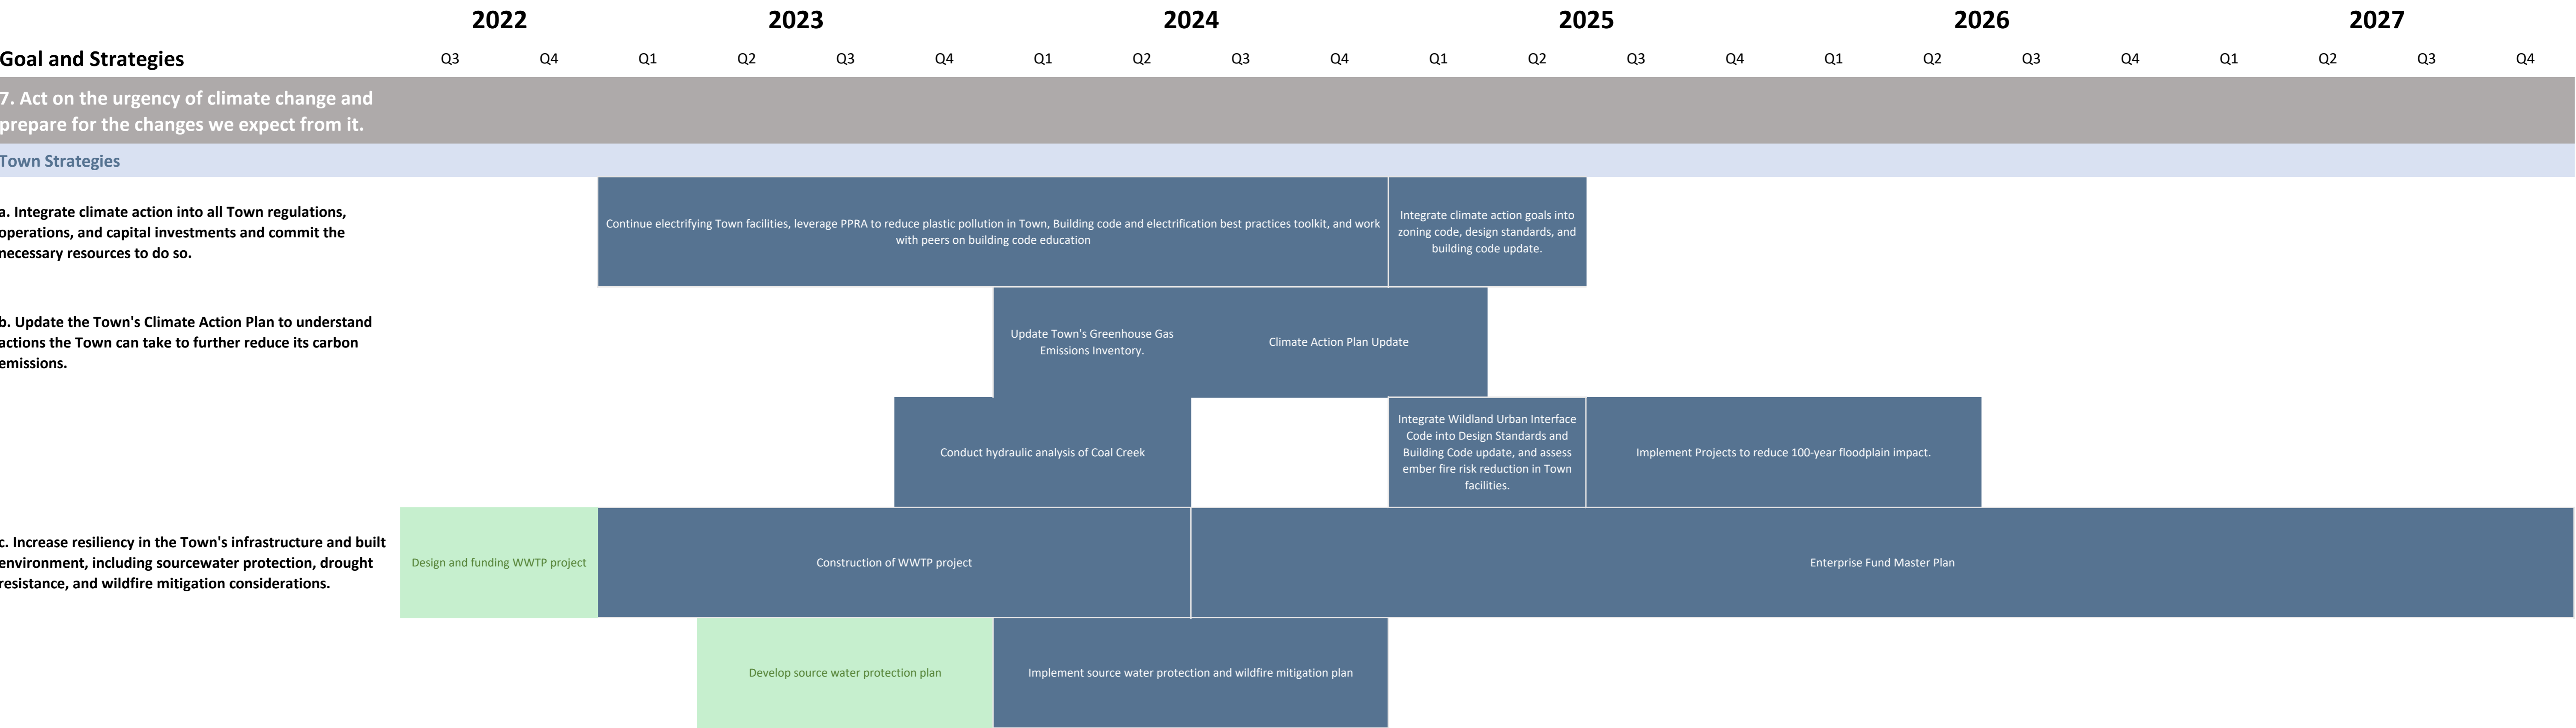 2022 2023 2024 2025 2026 2027
Goal and Strategies Q3 Q4 Q1 Q2 Q3 Q4 Q1 Q2 Q3 Q4 Q1 Q2 Q3 Q4 Q1 Q2 Q3 Q4 Q1 Q2 Q3 Q4
7. Act on the urgency of climate change and
prepare for the changes we expect from it.
Town Strategies
a. Integrate climate action into all Town regulations,
operations, and capital investments and commit the
necessary resources to do so.
Continue electrifying Town facilities, leverage PPRA to reduce plastic pollution in Town, Building code and electrification best practices toolkit, and work
with peers on building code education
Integrate climate action goals into
zoning code, design standards, and
building code update.
b. Update the Town's Climate Action Plan to understand
actions the Town can take to further reduce its carbon
emissions.
Update Town's Greenhouse Gas
Emissions Inventory.
Climate Action Plan Update
Conduct hydraulic analysis of Coal Creek
Integrate Wildland Urban Interface
Code into Design Standards and
Building Code update, and assess
ember fire risk reduction in Town
facilities.
Implement Projects to reduce 100-year floodplain impact.
c. Increase resiliency in the Town's infrastructure and built
environment, including sourcewater protection, drought
resistance, and wildfire mitigation considerations.
Design and funding WWTP project
Construction of WWTP project
Enterprise Fund Master Plan
Develop source water protection plan
Implement source water protection and wildfire mitigation plan